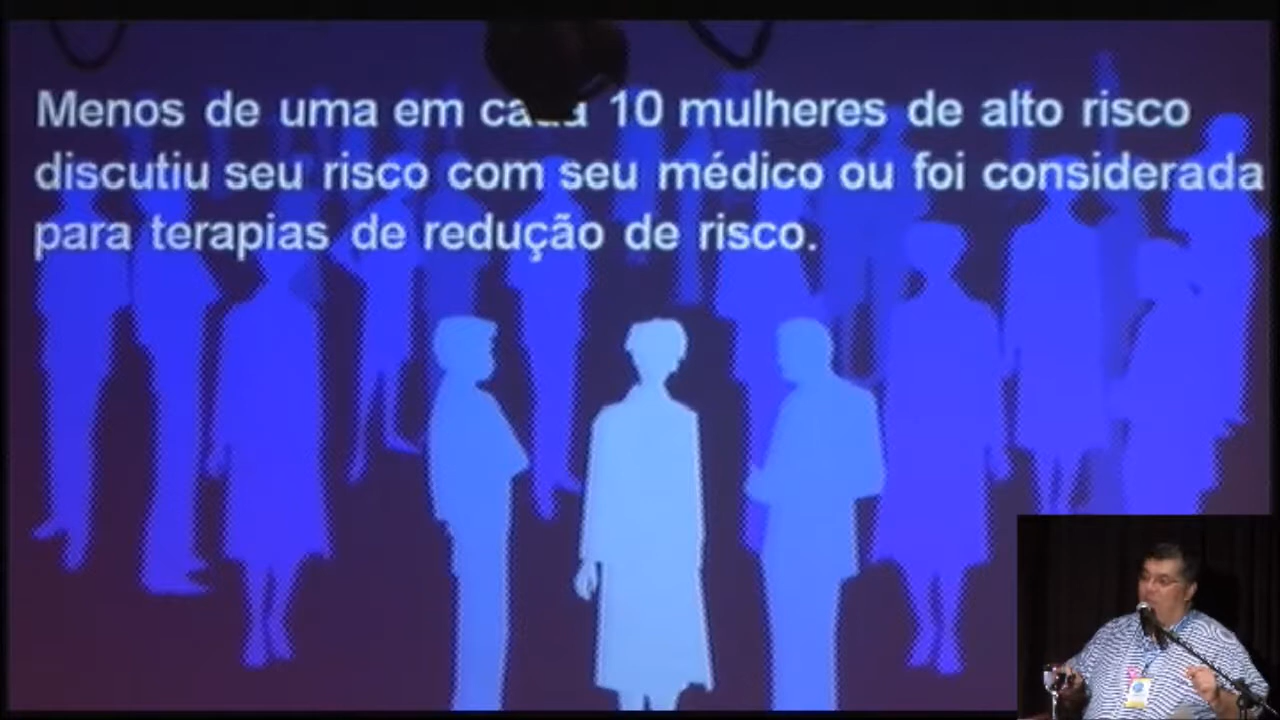 Menos de uma em cada 10 mulheres de alto risco
discutiu seu risco com seu médico ou foi considerada
para terapias de redução de risco.